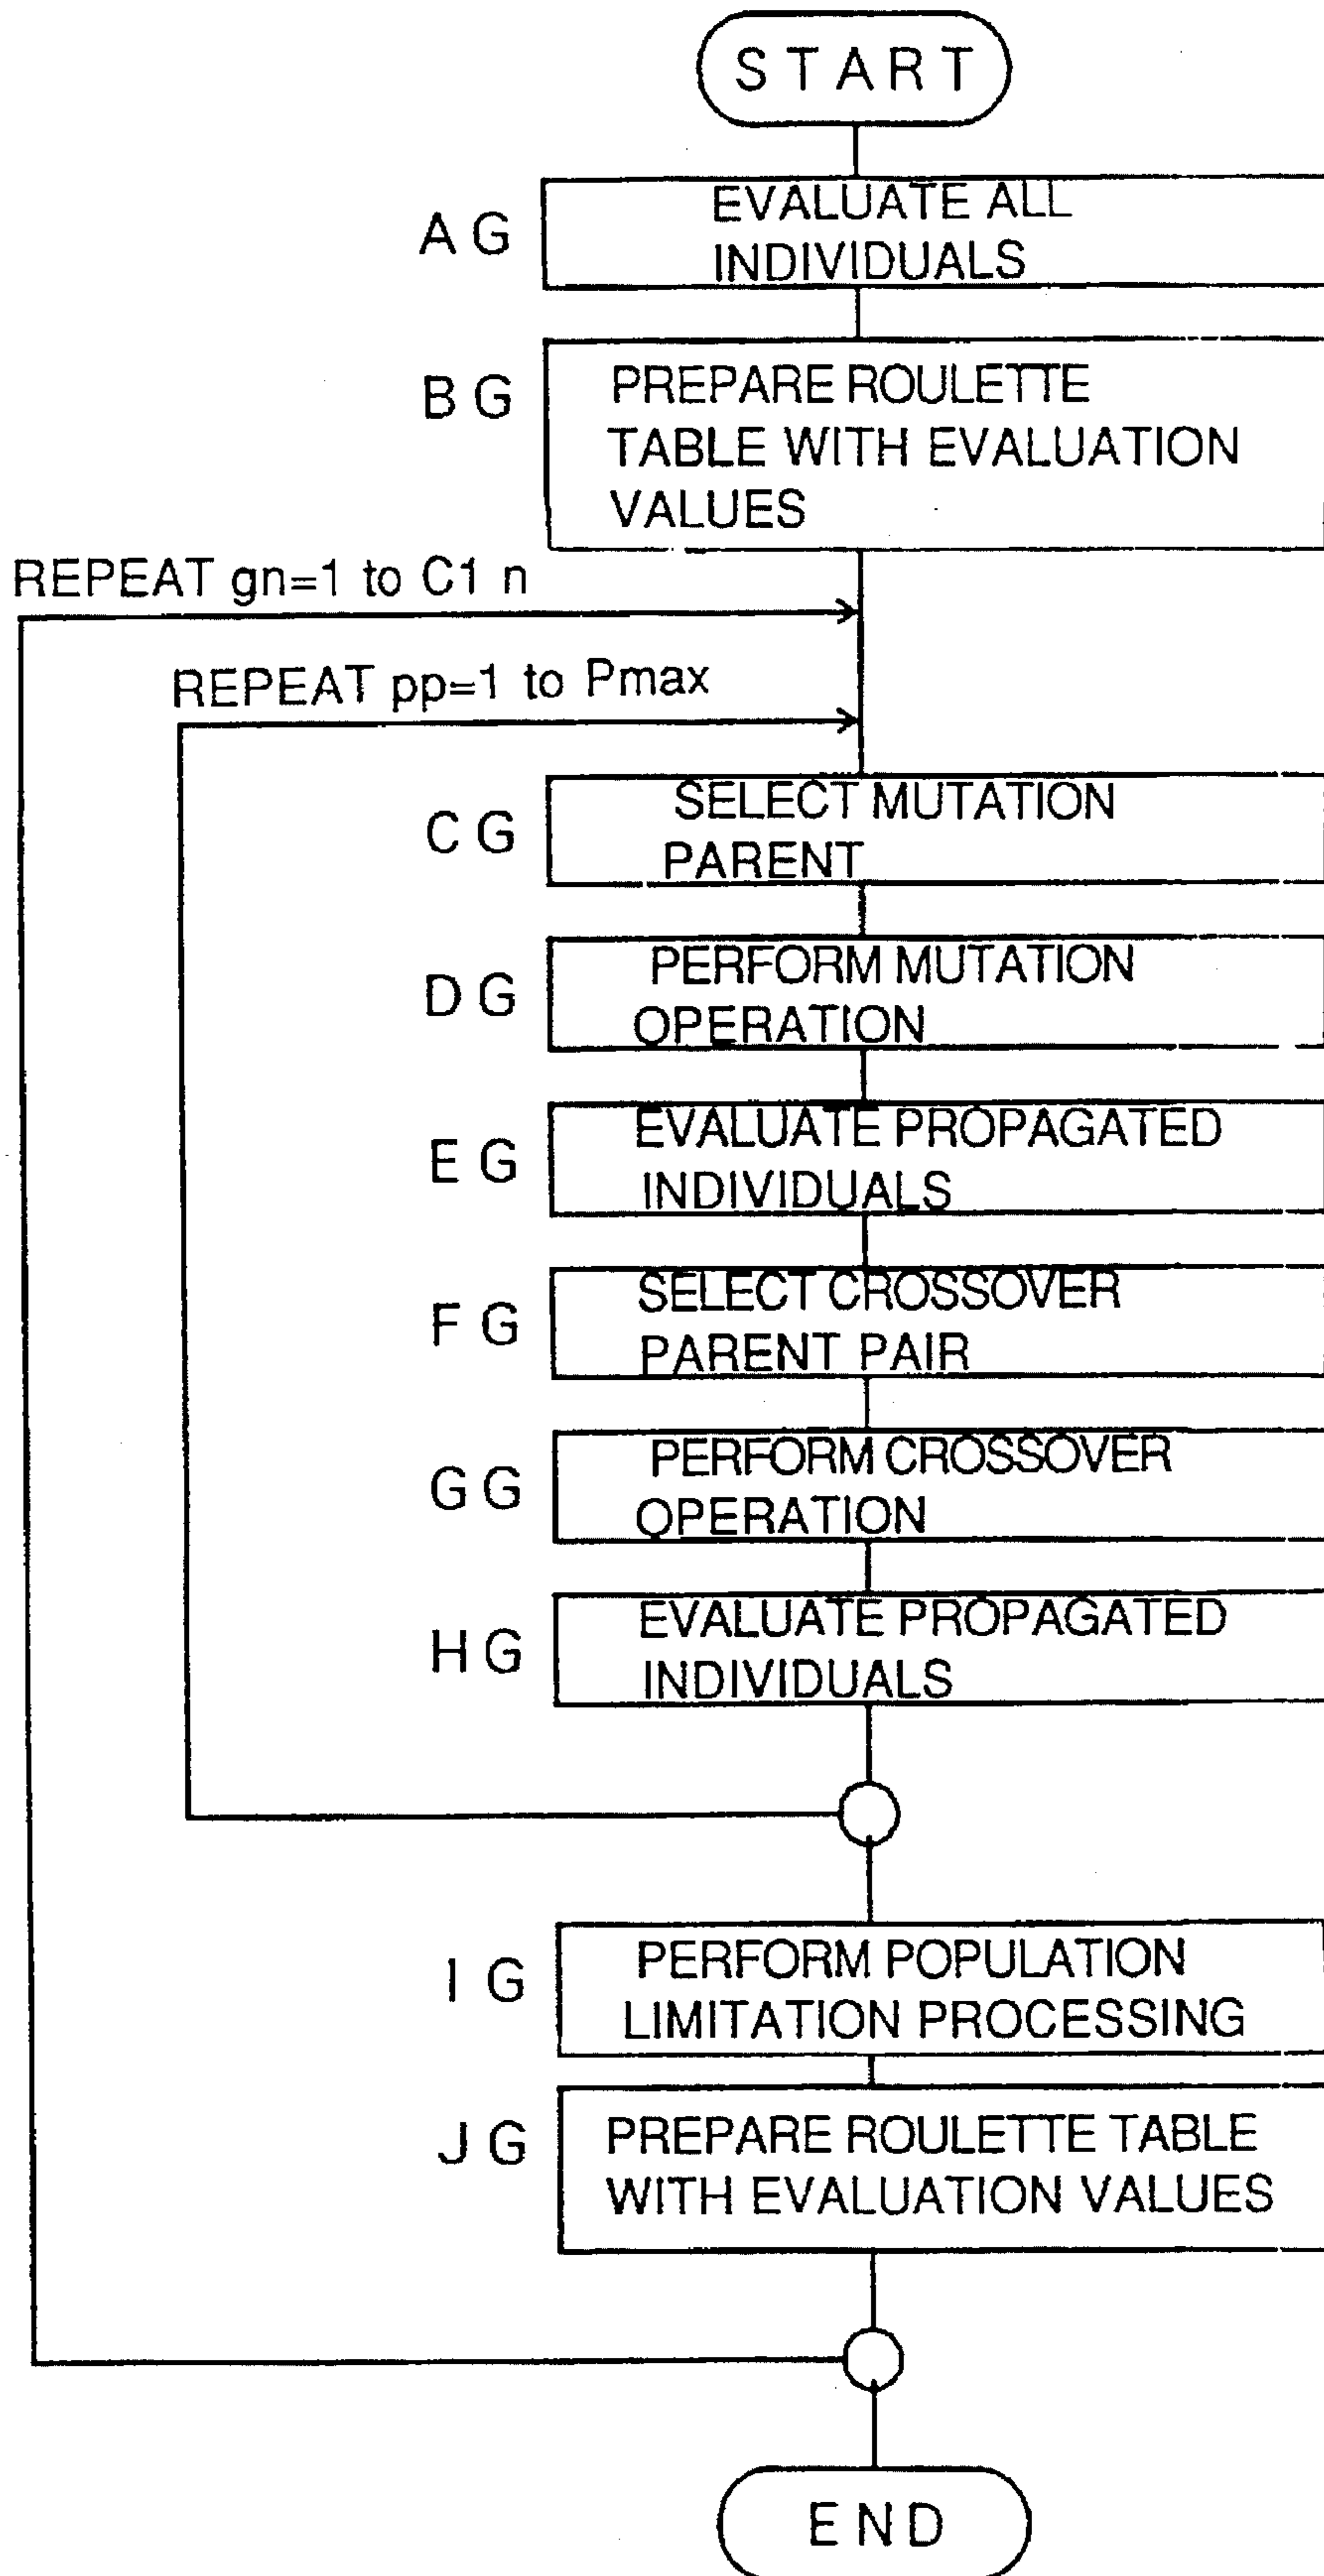 START
AG
EVALUATE ALL
INDIVIDUALS
BG
PREPARE ROULETTE
TABLE WITH EVALUATION
VALUES
REPEAT gn=1 to C1 n
REPEAT pp=1 to Pmax
CG
SELECT MUTATION
PARENT
DG
PERFORM MUTATION
OPERATION
EG
EVALUATE PROPAGATED
INDIVIDUALS
FG
SELECT CROSSOVER
PARENT PAIR
GG
PERFORM CROSSOVER
OPERATION
HG
EVALUATE PROPAGATED
INDIVIDUALS
IG
PERFORM POPULATION
LIMITATION PROCESSING
JG
PREPARE ROULETTE TABLE
WITH EVALUATION VALUES
END